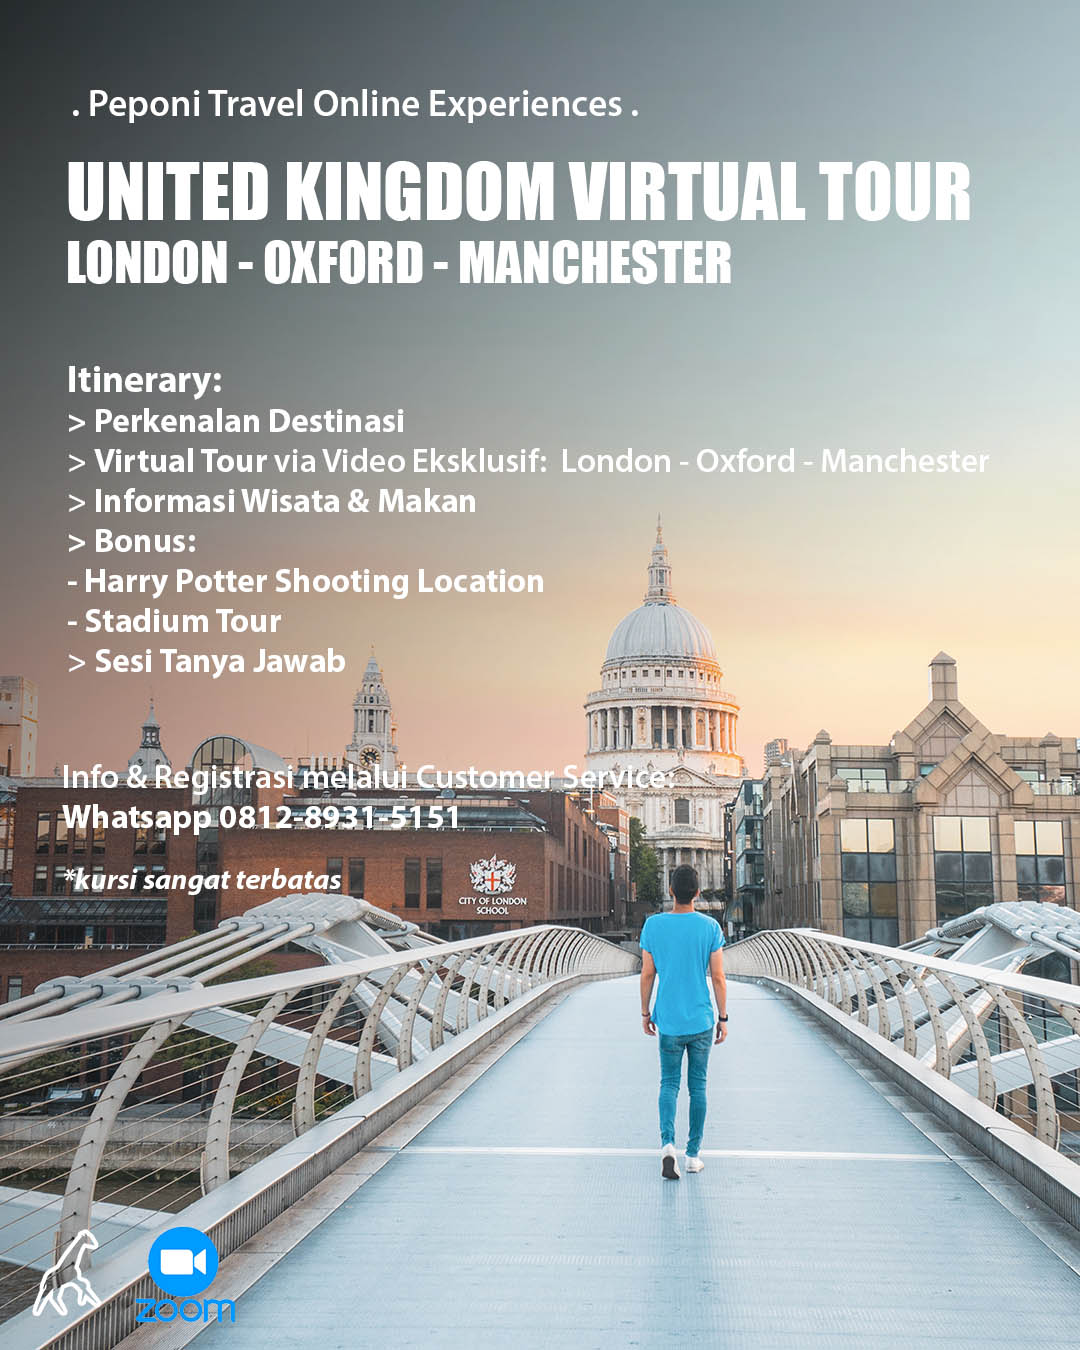 . Peponi Travel Online Experiences .
UNITED KINGDOM VIRTUAL TOUR
LONDON - OXFORD - MANCHESTER
Itinerary:
> Perkenalan Destinasi
> Virtual Tour via Video Eksklusif: London - Oxford - Manchester
> Informasi Wisata & Makan
> Bonus:
- Harry Potter Shooting Location
- Stadium Tour
> Sesi Tanya Jawab
Info & Registrasi melalui Customer Service:
Whatsapp 0812-8931-5151
*kursi sangat terbatas
CITY OF LONDON
SCHOOL
zoom